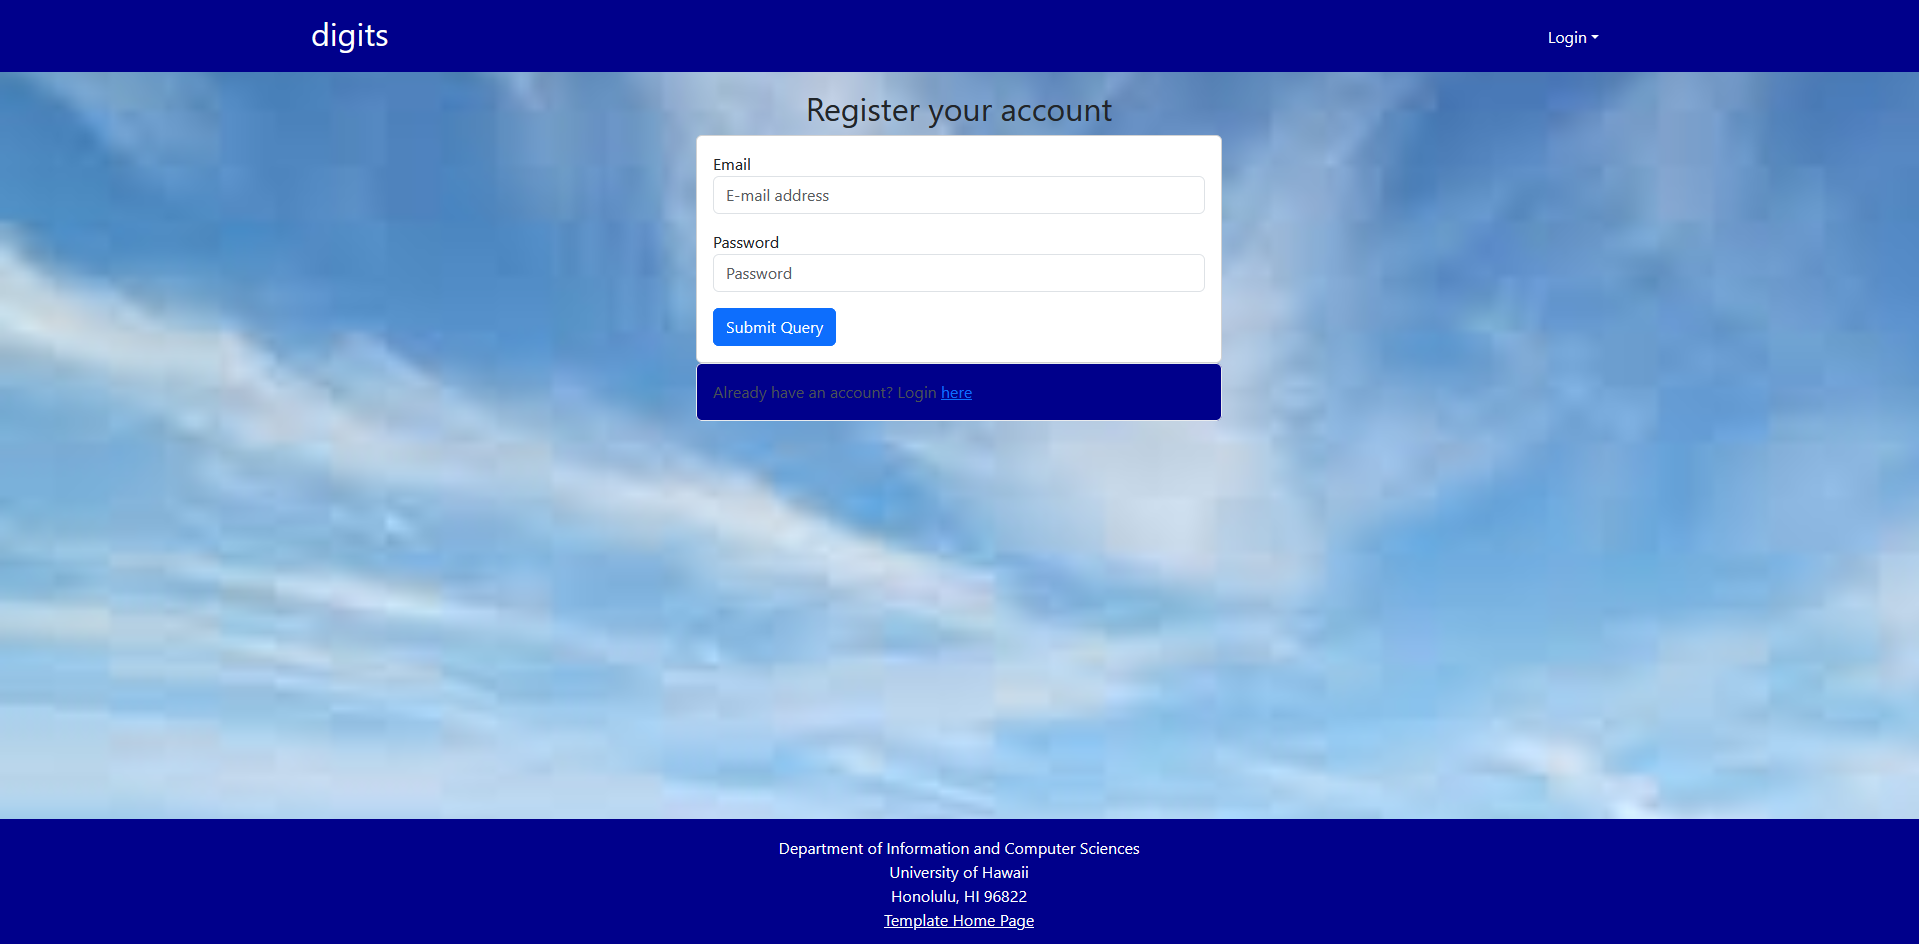 digits
Login
Register your account
Email
E-mail address
Password
Password
Submit Query
Already have an account? Login here
Department of Information and Computer Sciences
University of Hawaii
Honolulu, HI 96822
Template Home Page